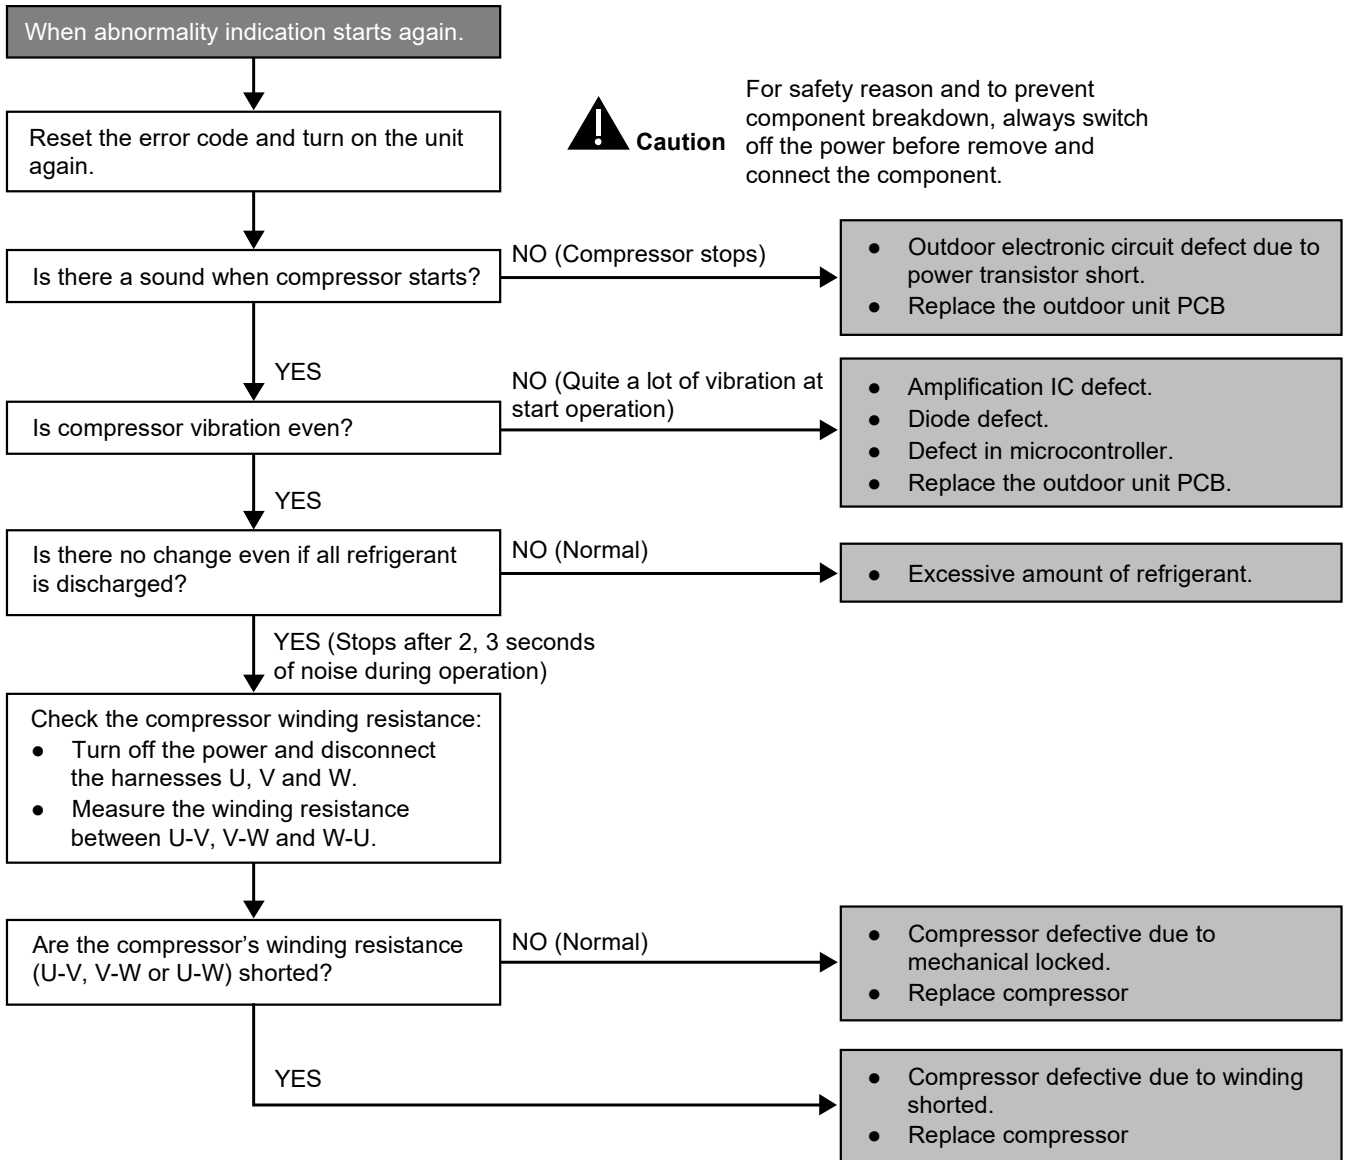 When abnormality indication starts again.
Reset the error code and turn on the unit
again.
Caution
For safety reason and to prevent
component breakdown, always switch
off the power before remove and
connect the component.
Is there a sound when compressor starts?
NO (Compressor stops)
● Outdoor electronic circuit defect due to
power transistor short.
● Replace the outdoor unit PCB
YES
Is compressor vibration even?
NO (Quite a lot of vibration at
start operation)
● Amplification IC defect.
● Diode defect.
● Defect in microcontroller.
● Replace the outdoor unit PCB.
YES
Is there no change even if all refrigerant
is discharged?
NO (Normal)
● Excessive amount of refrigerant.
YES (Stops after 2, 3 seconds
of noise during operation)
Check the compressor winding resistance:
● Turn off the power and disconnect
the harnesses U, V and W.
● Measure the winding resistance
between U-V, V-W and W-U.
Are the compressor’s winding resistance
(U-V, V-W or U-W) shorted?
NO (Normal)
● Compressor defective due to
mechanical locked.
● Replace compressor
YES
● Compressor defective due to winding
shorted.
● Replace compressor